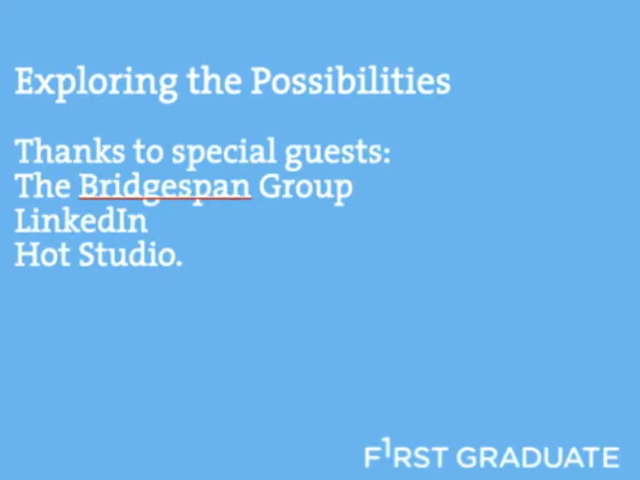 Exploring the Possibilities
Thanks to special guests:
The Bridgespan Group
LinkedIn
Hot Studio.
F1RST GRADUATE